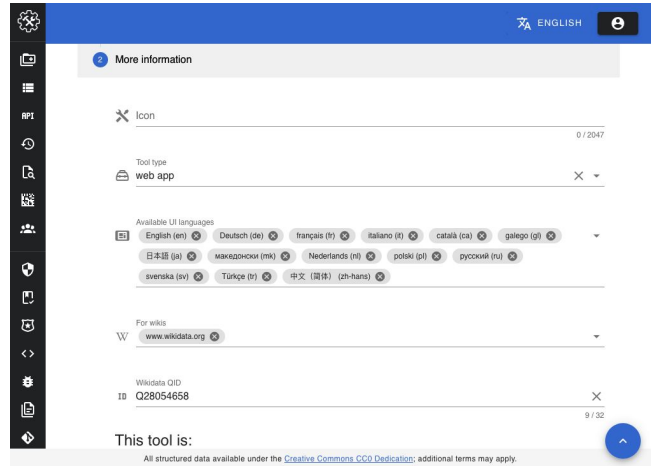 ENGLISH
API
2 More information
Icon
0 / 2047
Tool type
web app
Available UI languages
English (en) Deutsch (de) français (fr) italiano (it) català (ca) galego (gl)
日本語 (ja) македонски (mk) Nederlands (nl) polski (pl) русский (ru)
svenska (sv) Türkçe (tr) 中文（简体） (zh-hans)
For wikis
W www.wikidata.org
Wikidata QID
ID Q28054658
9 / 32
This tool is:
All structured data available under the Creative Commons CC0 Dedication; additional terms may apply.